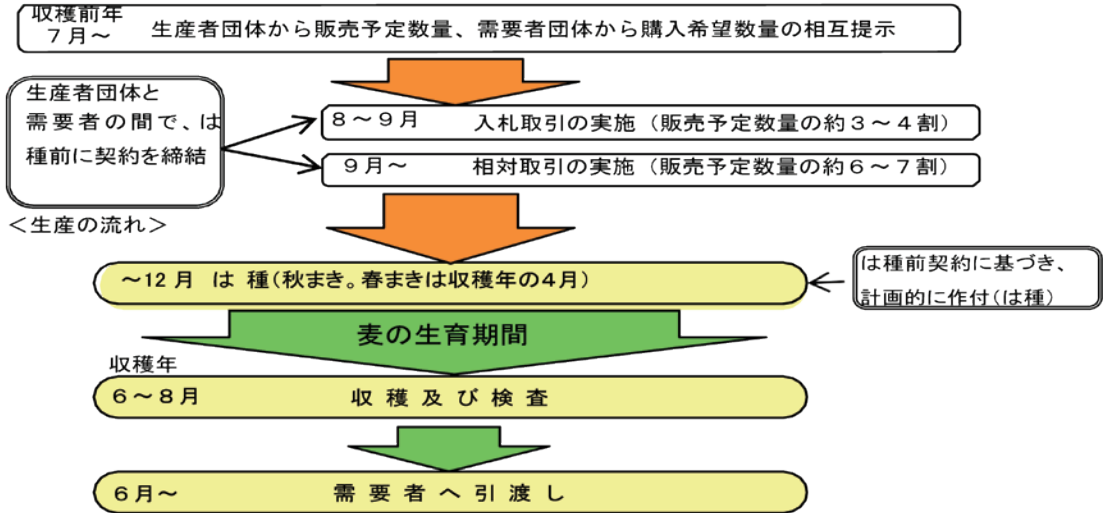 収穫前年
７月～ 生産者団体から販売予定数量、需要者団体から購入希望数量の相互提示
生産者団体と
需要者の間で、は
種前に契約を締結
８～９月 入札取引の実施（販売予定数量の約３～４割）
９月～ 相対取引の実施（販売予定数量の約６～７割）
＜生産の流れ＞
～12月 は 種(秋まき。春まきは収穫年の4月)
は種前契約に基づき、
計画的に作付(は種)
麦の生育期間
収穫年
６～８月 収 穫 及 び 検 査
６月～ 需 要 者 へ 引 渡 し